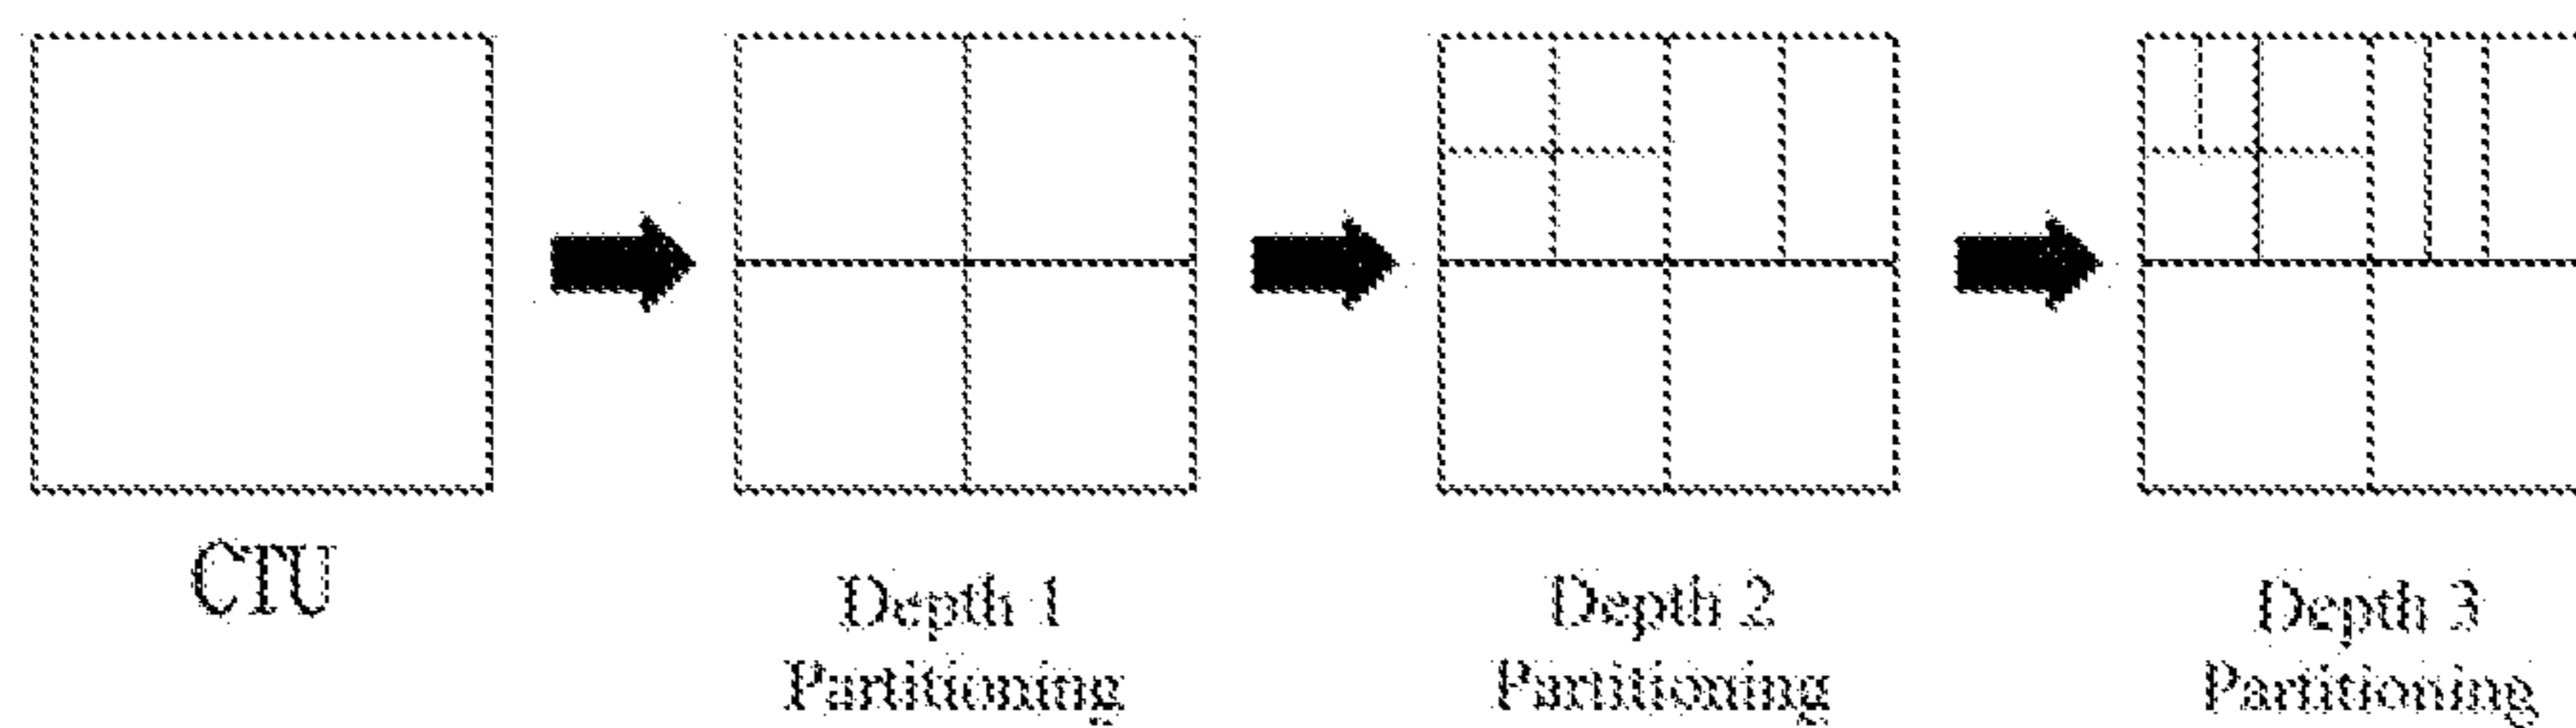 CTU
Depth 1
Partitioning
Depth 2
Partitioning
Depth 3
Partitioning